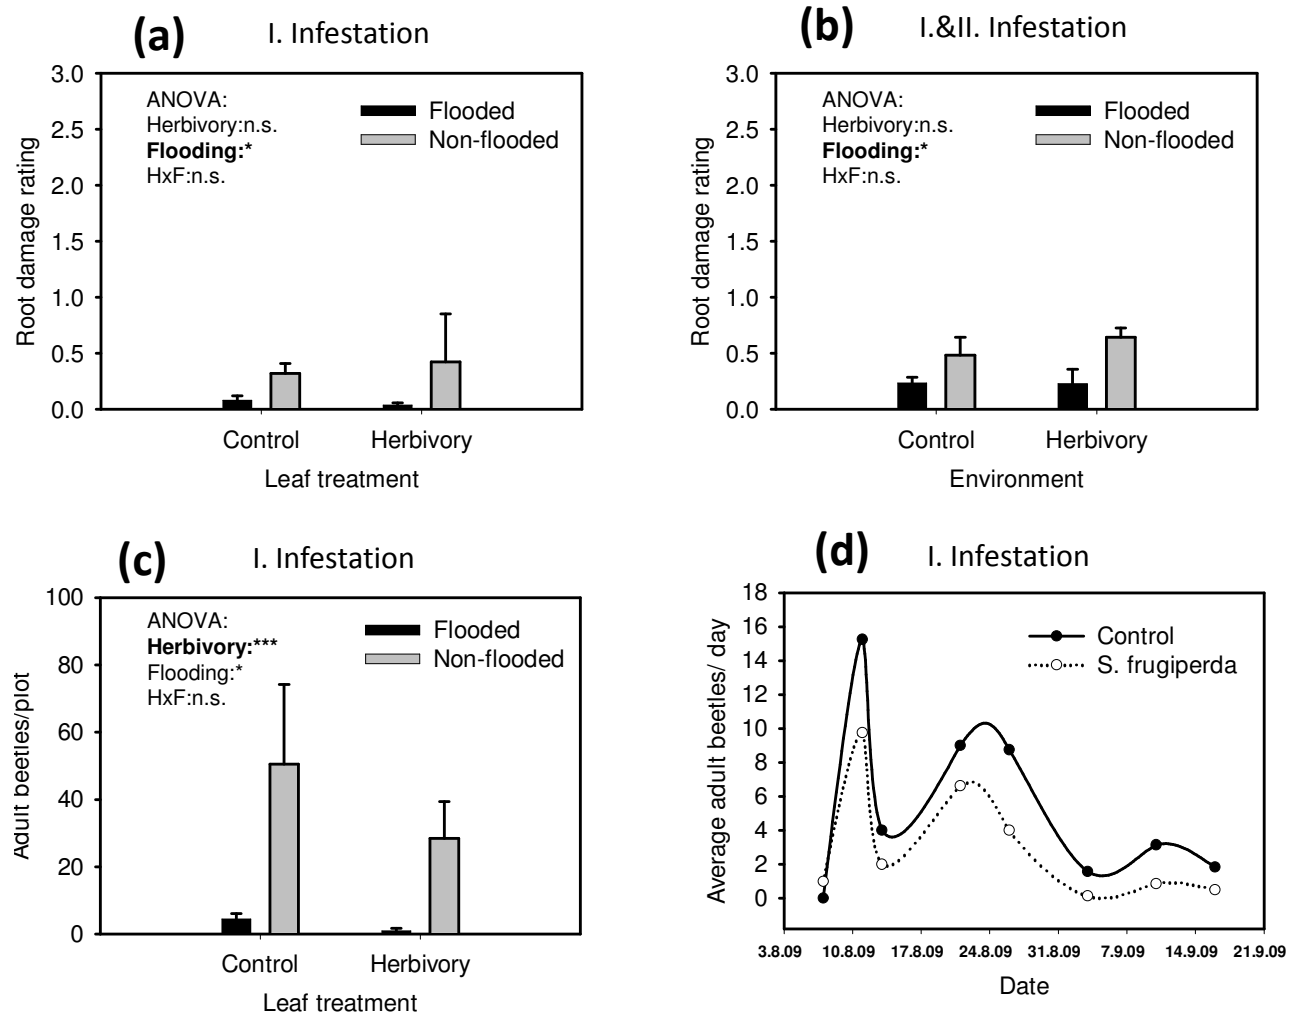 (a) I. Infestation
3.0
2.5
2.0
1.5
1.0
0.5
0.0
Root damage rating
ANOVA:
Herbivory:n.s.
Flooding:*
HxF:n.s.
Flooded
Non-flooded
Control Herbivory
Leaf treatment
(b) I.&II. Infestation
3.0
2.5
2.0
1.5
1.0
0.5
0.0
Root damage rating
ANOVA:
Herbivory:n.s.
Flooding:*
HxF:n.s.
Flooded
Non-flooded
Control Herbivory
Environment
(c) I. Infestation
100
80
60
40
20
0
Adult beetles/plot
ANOVA:
Herbivory:***
Flooding:*
HxF:n.s.
Flooded
Non-flooded
Control Herbivory
Leaf treatment
(d) I. Infestation
18
16
14
12
10
8
6
4
2
0
Average adult beetles/ day
Control
S. frugiperda
3.8.09 10.8.09 17.8.09 24.8.09 31.8.09 7.9.09 14.9.09 21.9.09
Date